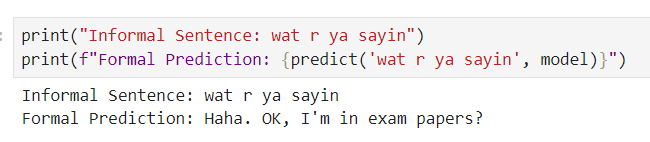 print("Informal Sentence: wat r ya sayin")
print(f"Formal Prediction: {predict('wat r ya sayin', model)}")
Informal Sentence: wat r ya sayin
Formal Prediction: Haha. OK, I'm in exam papers?